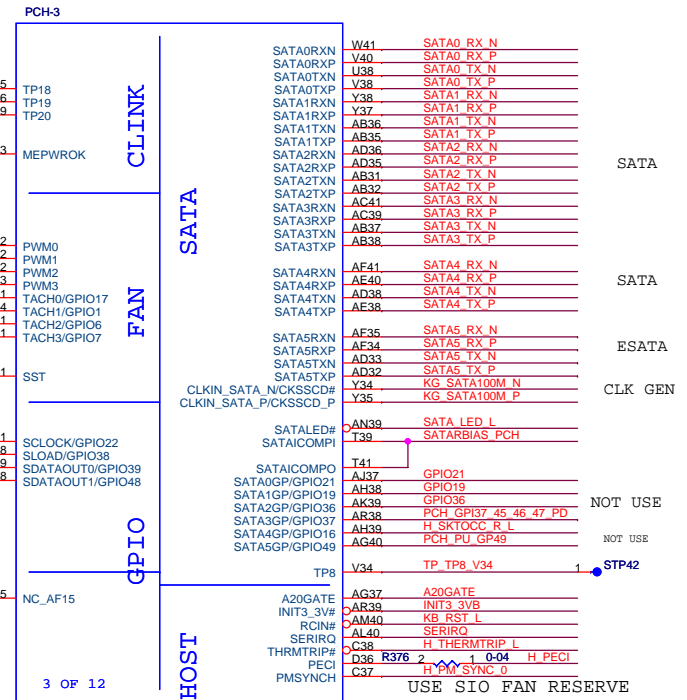 PCH-3
W41 SATA0_RX_N
SATA0RXN
V40 SATA0_RX_P
SATA0RXP
U38 SATA0_TX_N
SATA0TXN
V38 SATA0_TX_P
SATA0TXP
5 TP18
Y38 SATA1_RX_N
SATA1RXN
6 TP19
Y37 SATA1_RX_P
SATA1RXP
9 TP20
AB36 SATA1_TX_N
SATA1TXN
AB35 SATA1_TX_P
SATA1TXP
CLINK
AD36 SATA2_RX_N
SATA2RXN
3 MEPWROK
AD35 SATA2_RX_P
SATA2RXP
SATA
AB31 SATA2_TX_N
SATA2TXN
AB32 SATA2_TX_P
SATA2TXP
AC41 SATA3_RX_N
SATA3RXN
AC39 SATA3_RX_P
SATA3RXP
SATA
AB37 SATA3_TX_N
SATA3TXN
AB38 SATA3_TX_P
SATA3TXP
2 PWM0
2 PWM1
AF41 SATA4_RX_N
SATA4RXN
2 PWM2
AE40 SATA4_RX_P
SATA4RXP
SATA
3 PWM3
AD38 SATA4_TX_N
SATA4TXN
1 TACH0/GPIO17
AE38 SATA4_TX_P
SATA4TXP
4 TACH1/GPIO1
FAN
1 TACH2/GPIO6
AF35 SATA5_RX_N
SATA5RXN
1 TACH3/GPIO7
AF34 SATA5_RX_P
SATA5RXP
ESATA
AD33 SATA5_TX_N
SATA5TXN
AD32 SATA5_TX_P
SATA5TXP
1 SST
Y34 KG_SATA100M_N
CLKIN_SATA_N/CKSSCD#
CLK GEN
Y35 KG_SATA100M_P
CLKIN_SATA_P/CKSSCD_P
AN39 SATA_LED_L
SATALED#
T39 SATARBIAS_PCH
SATAICOMPI
1 SCLOCK/GPIO22
8 SLOAD/GPIO38
T41
SATAICOMPO
9 SDATAOUT0/GPIO39
AJ37 GPIO21
SATA0GP/GPIO21
8 SDATAOUT1/GPIO48
AH38 GPIO19
SATA1GP/GPIO19
AK39 GPIO36
SATA2GP/GPIO36
NOT USE
AR38 PCH_GPI37_45_46_47_PD
SATA3GP/GPIO37
AH39 H_SKTOCC_R_L
SATA4GP/GPIO16
AG40 PCH_PU_GP49
SATA5GP/GPIO49
NOT USE
GPIO
V34 TP_TP8_V34 1 STP42
TP8
5 NC_AF15
AG37 A20GATE
A20GATE
AR39 INIT3_3VB
INIT3_3V#
AM40 KB_RST_L
RCIN#
AL40 SERIRQ
SERIRQ
C38 H_THERMTRIP_L
THRMTRIP#
D36 R376 2 1 0-04 H_PECI
PECI
C37 H_PM_SYNC_0
PMSYNCH
HOST
3 OF 12
USE SIO FAN RESERVE